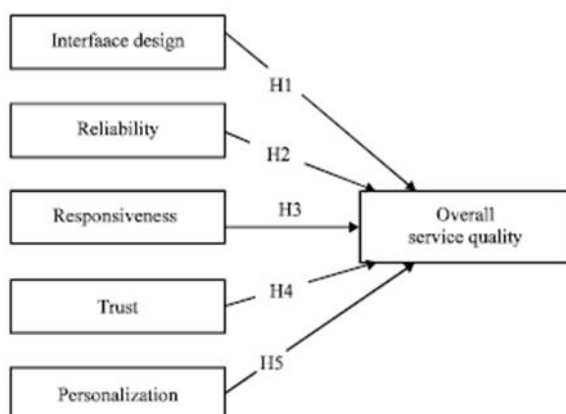 Interfaace design
H1
Reliability
H2
Responsiveness
H3
Overall
service quality
Trust
H4
H5
Personalization